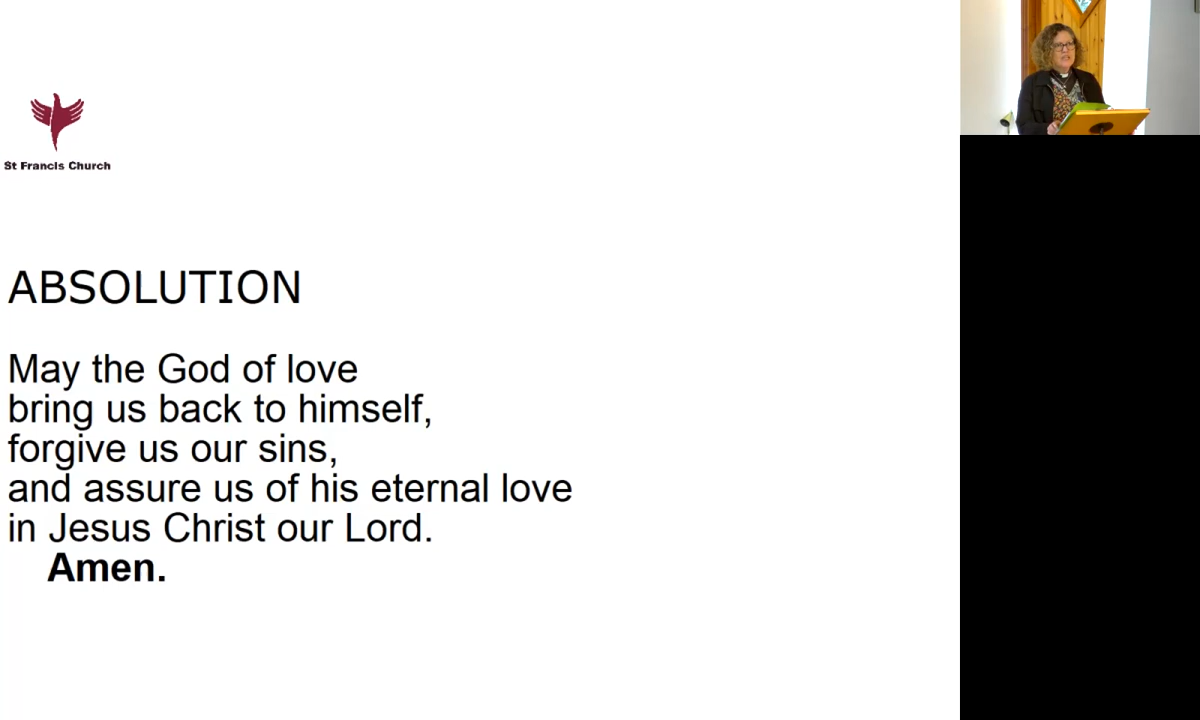 St Francis Church
ABSOLUTION
May the God of love
bring us back to himself,
forgive us our sins,
and assure us of his eternal love
in Jesus Christ our Lord.
Amen.